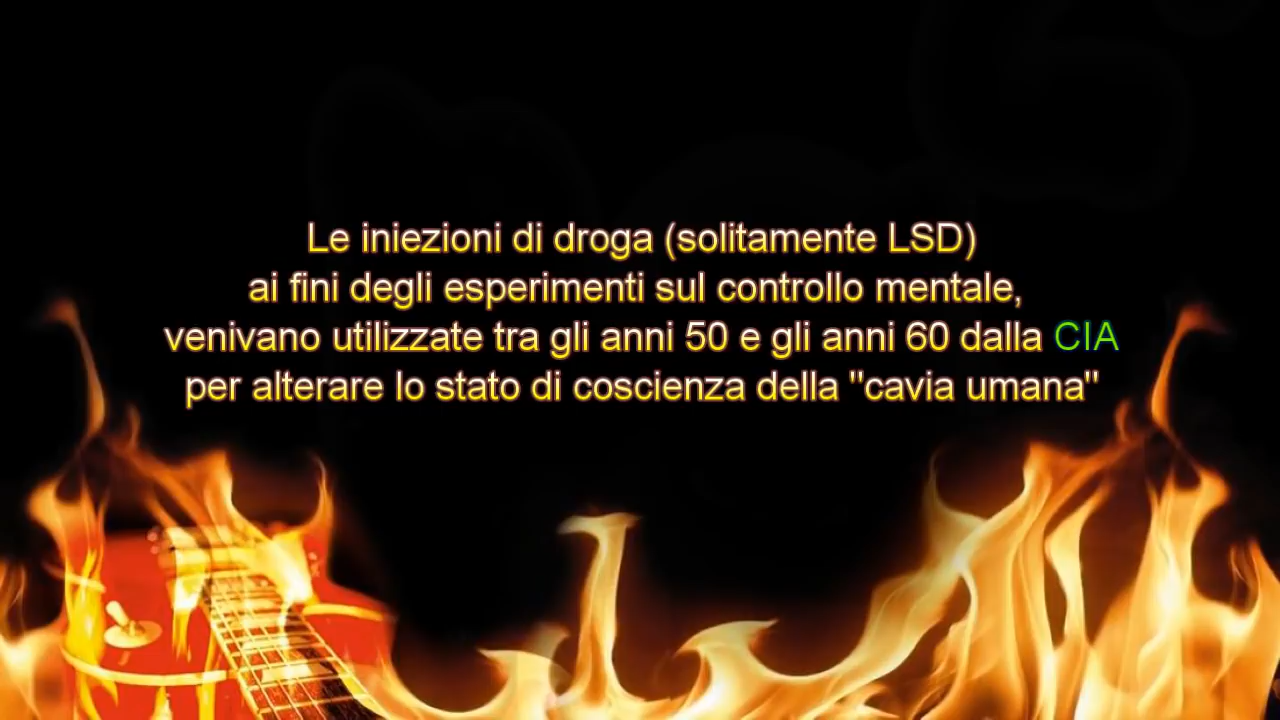 Le iniezioni di droga (solitamente LSD)
ai fini degli esperimenti sul controllo mentale,
venivano utilizzate tra gli anni 50 e gli anni 60 dalla CIA
per alterare lo stato di coscienza della "cavia umana"